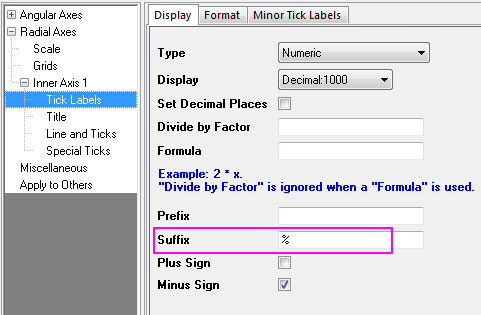 Angular Axes
Radial Axes
Scale
Grids
Inner Axis 1
Tick Labels
Title
Line and Ticks
Special Ticks
Miscellaneous
Apply to Others
Display Format Minor Tick Labels
Type Numeric
Display Decimal:1000
Set Decimal Places
Divide by Factor
Formula
Example: 2 * x.
"Divide by Factor" is ignored when a "Formula" is used.
Prefix
Suffix %
Plus Sign
Minus Sign